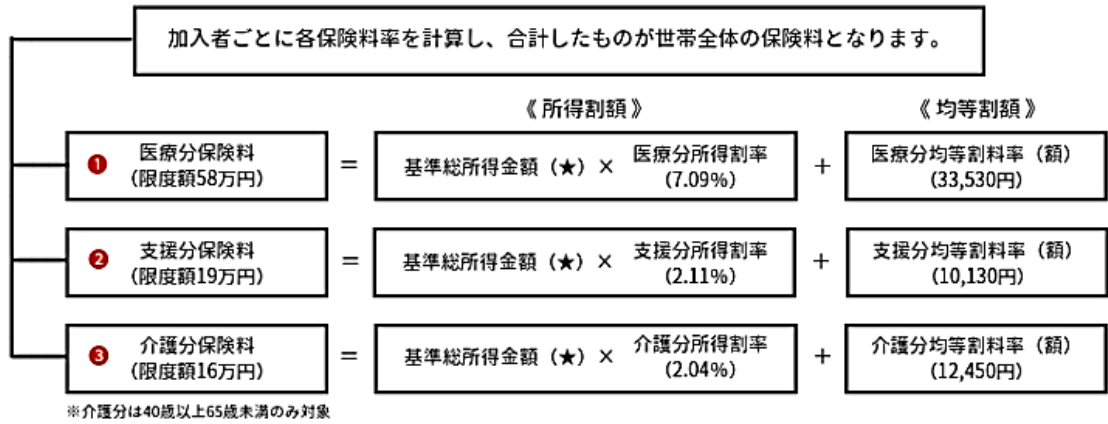 加入者ごとに各保険料率を計算し、合計したものが世帯全体の保険料となります。
《 所得割額 》
《 均等割額 》
❶ 医療分保険料
（限度額58万円）
=
基準総所得金額（★）×
医療分所得割率
（7.09%）
+
医療分均等割料率（額）
（33,530円）
❷ 支援分保険料
（限度額19万円）
=
基準総所得金額（★）×
支援分所得割率
（2.11%）
+
支援分均等割料率（額）
（10,130円）
❸ 介護分保険料
（限度額16万円）
=
基準総所得金額（★）×
介護分所得割率
（2.04%）
+
介護分均等割料率（額）
（12,450円）
※介護分は40歳以上65歳未満のみ対象